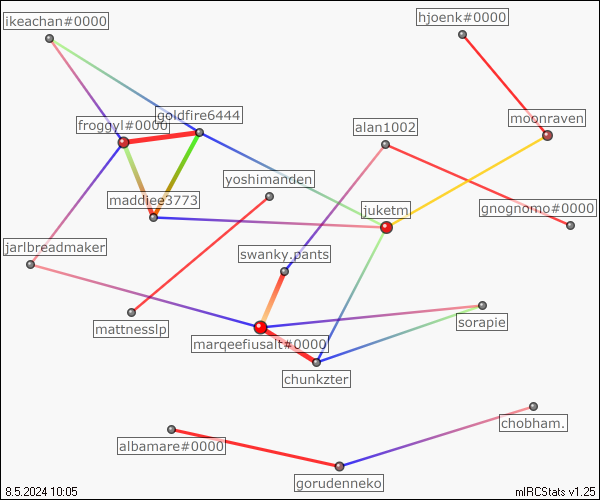 ikeachan#0000
hjoenk#0000
goldfire6444
froggyl#0000
alan1002
moonraven
yoshimanden
maddiee3773
juketm
gnognomo#0000
jarlbreadmaker
swanky.pants
mattnesslp
sorapie
marqeefiusalt#0000
chunkzter
chobham.
albamare#0000
gorudenneko
8.5.2024 10:05
mIRCStats v1.25